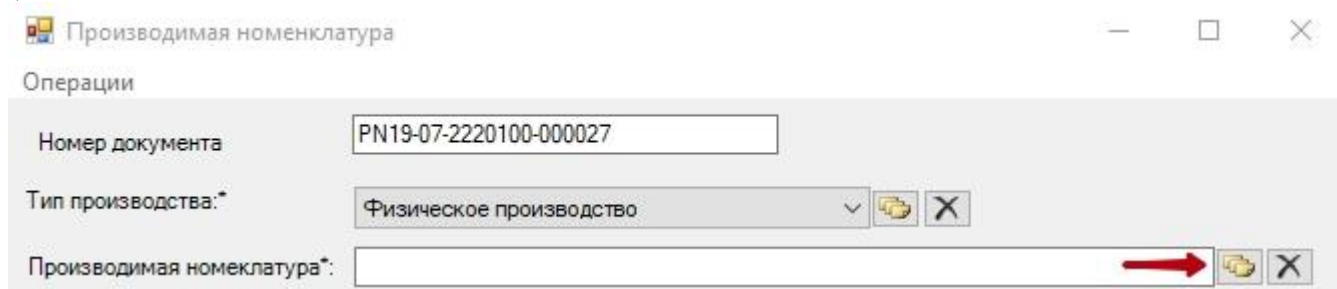 Производимая номенклатура
Операции
Номер документа PN19-07-2220100-000027
Тип производства:* Физическое производство
Производимая номеклатура*: